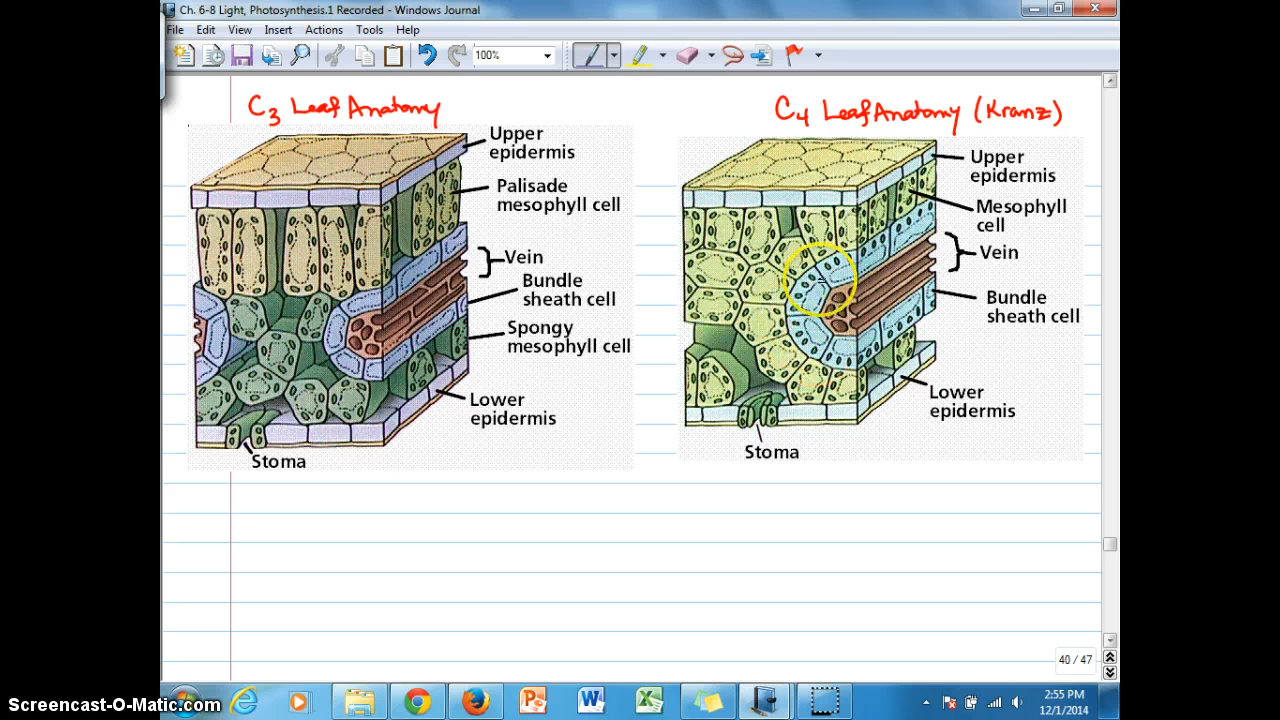 Ch. 6-8 Light, Photosynthesis.1 Recorded - Windows Journal
File Edit View Insert Actions Tools Help
100%
C3 Leaf Anatomy
Upper
epidermis
Palisade
mesophyll cell
Vein
Bundle
sheath cell
Spongy
mesophyll cell
Lower
epidermis
Stoma
C4 Leaf Anatomy (Kranz)
Upper
epidermis
Mesophyll
cell
Vein
Bundle
sheath cell
Lower
epidermis
Stoma
40 / 47
Screencast-O-Matic.com
2:55 PM
12/1/2014